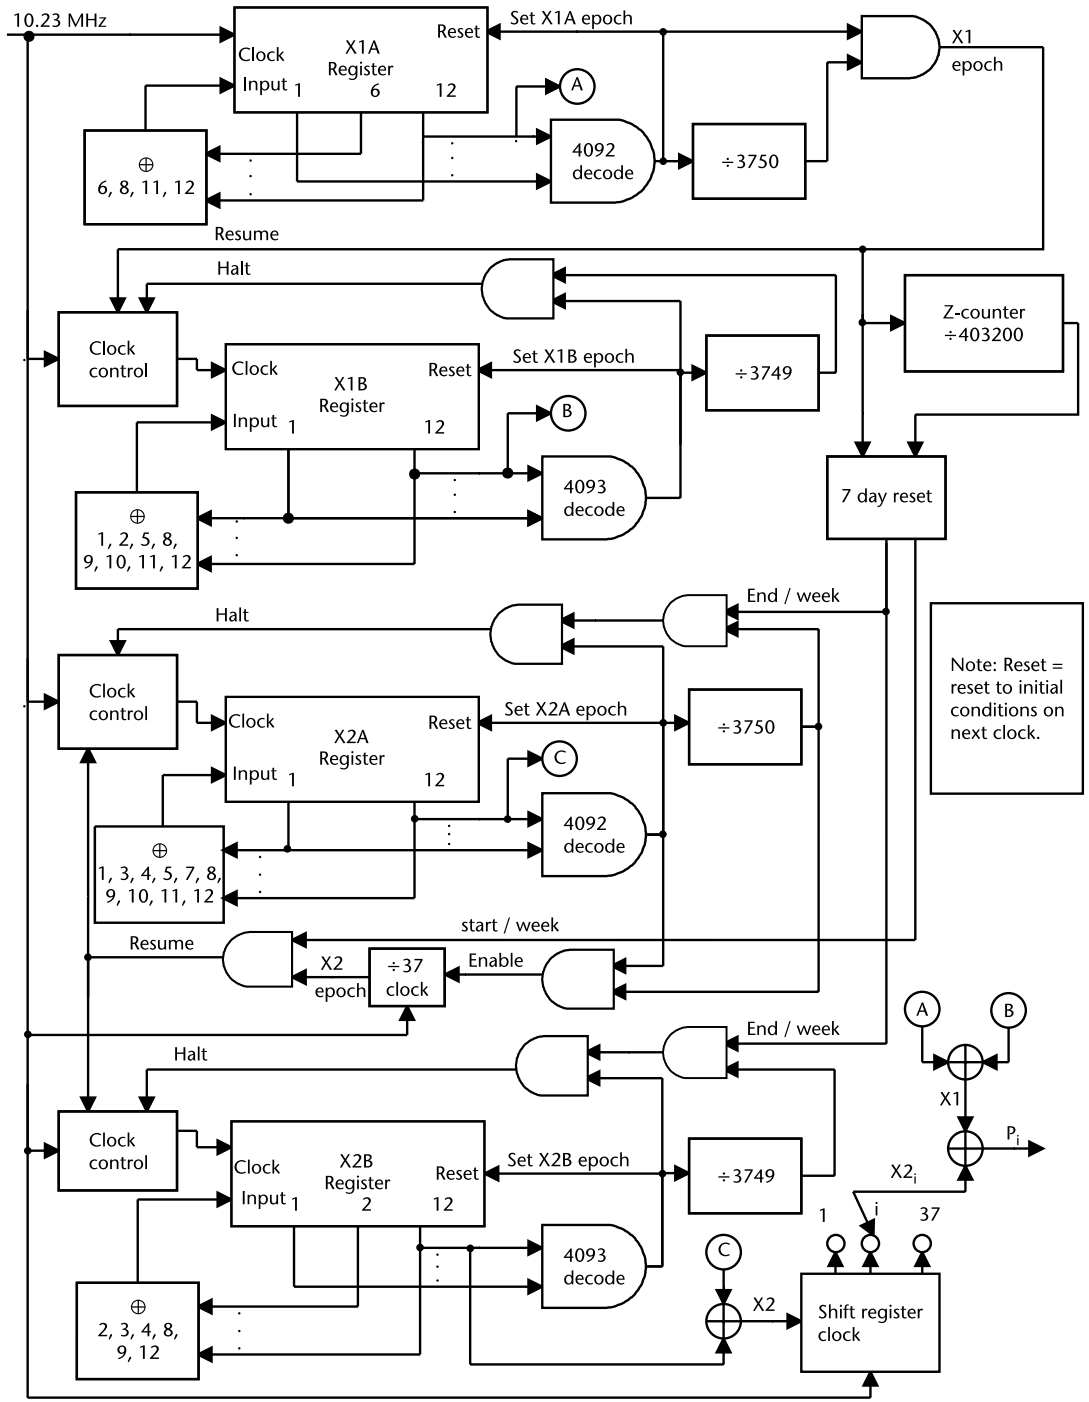 10.23 MHz
Clock
Input
X1A
Register
1
6
12
Reset
Set X1A epoch
X1
epoch
A
⊕
6, 8, 11, 12
4092
decode
÷3750
Resume
Halt
Clock
control
Clock
Input
X1B
Register
1
12
Reset
Set X1B epoch
÷3749
Z-counter
÷403200
B
⊕
1, 2, 5, 8,
9, 10, 11, 12
4093
decode
7 day reset
Halt
End / week
Clock
control
Clock
Input
X2A
Register
1
12
Reset
Set X2A epoch
÷3750
Note: Reset =
reset to initial
conditions on
next clock.
C
⊕
1, 3, 4, 5, 7, 8,
9, 10, 11, 12
4092
decode
start / week
Resume
X2
epoch
÷37
clock
Enable
Halt
End / week
A
B
X1
P i
X2 i
Clock
control
Clock
Input
X2B
Register
1
2
12
Reset
Set X2B epoch
÷3749
1
i
37
⊕
2, 3, 4, 8,
9, 12
4093
decode
C
X2
Shift register
clock